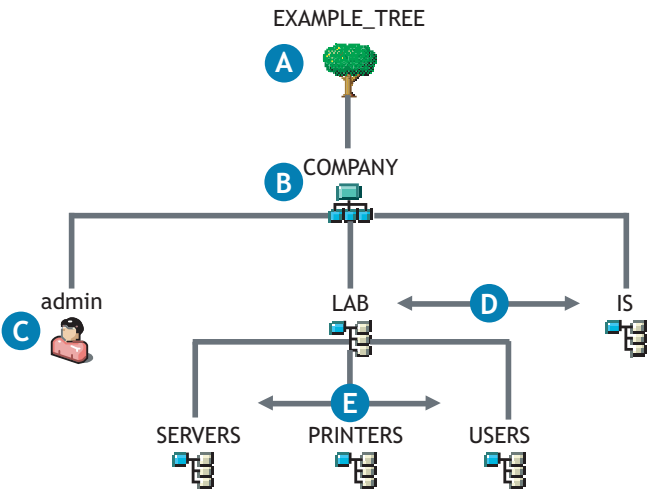 EXAMPLE_TREE
A
COMPANY
B
admin
C
LAB
D
IS
E
SERVERS
PRINTERS
USERS